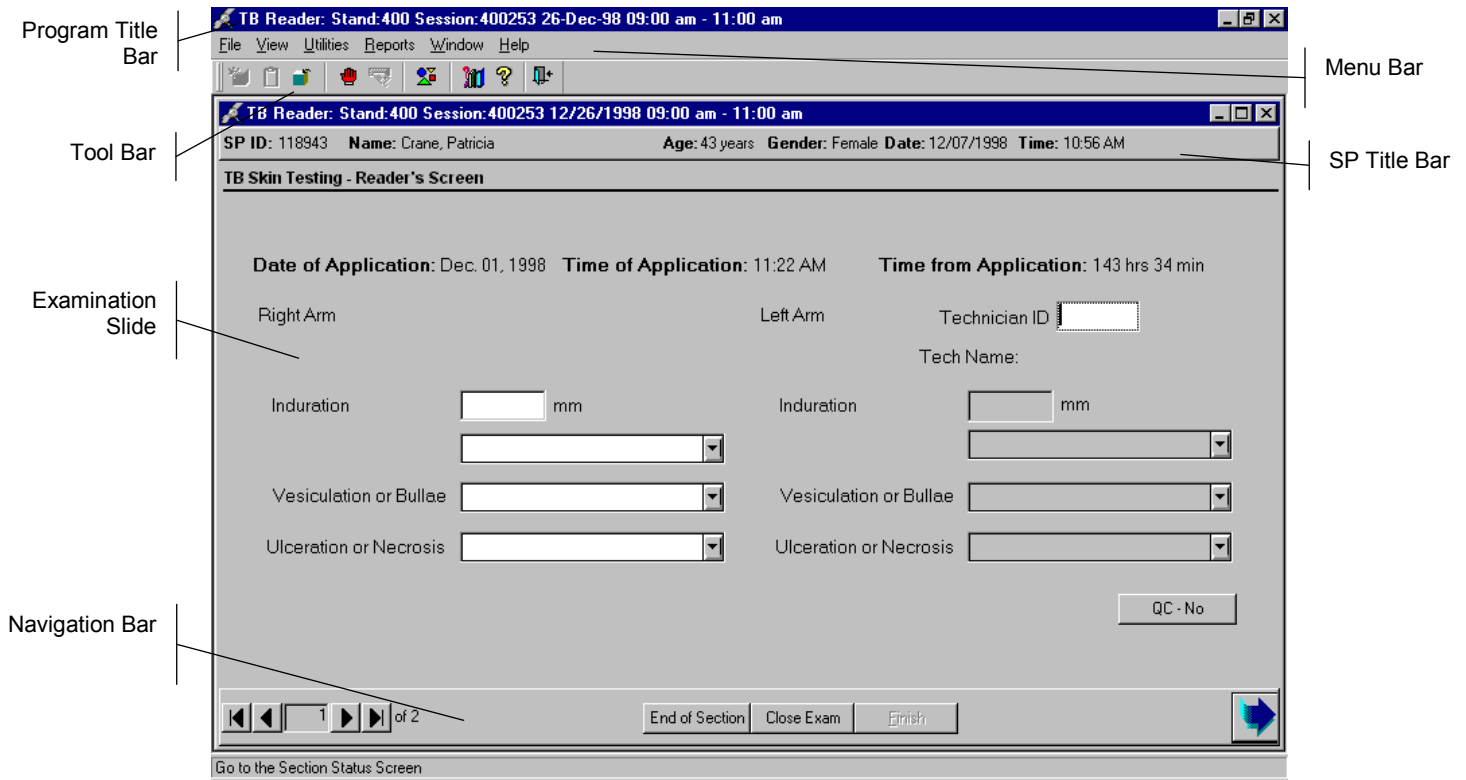 TB Reader: Stand:400 Session:400253 26-Dec-98 09:00 am - 11:00 am
Program Title
Bar
File View Utilities Reports Window Help
Menu Bar
TB Reader: Stand:400 Session:400253 12/26/1998 09:00 am - 11:00 am
SP ID: 118943 Name: Crane, Patricia Age: 43 years Gender: Female Date: 12/07/1998 Time: 10:56 AM
Tool Bar
SP Title Bar
TB Skin Testing - Reader's Screen
Date of Application: Dec. 01, 1998 Time of Application: 11:22 AM Time from Application: 143 hrs 34 min
Examination
Slide
Right Arm Left Arm Technician ID
Tech Name:
Induration mm Induration mm
Vesiculation or Bullae Vesiculation or Bullae
Ulceration or Necrosis Ulceration or Necrosis
QC - No
Navigation Bar
1 of 2 End of Section Close Exam Finish
Go to the Section Status Screen